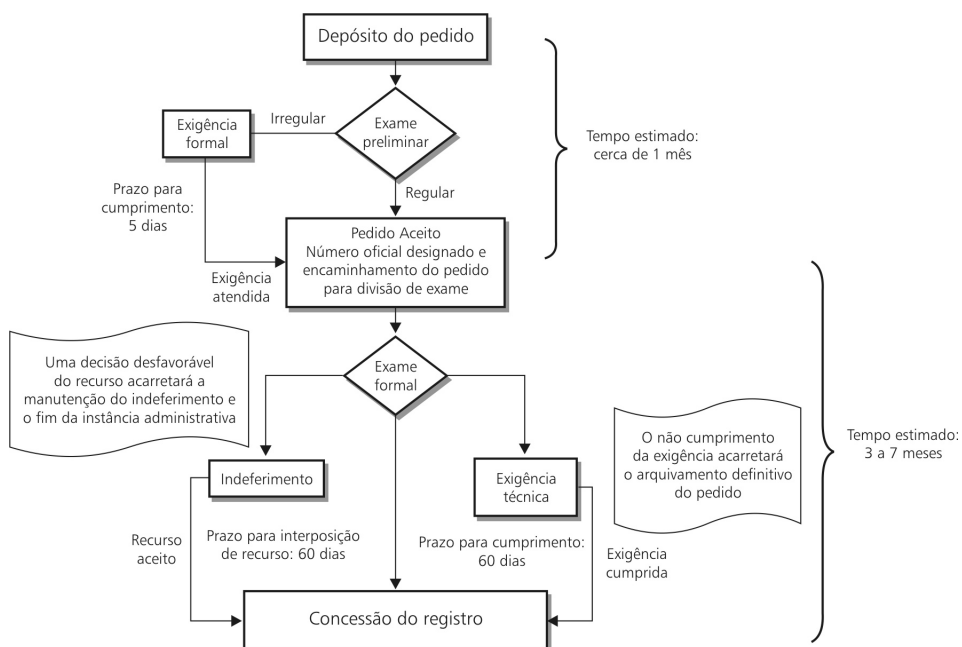 Depósito do pedido
Exame
preliminar
Irregular
Exigência
formal
Tempo estimado:
cerca de 1 mês
Prazo para
cumprimento:
5 dias
Regular
Pedido Aceito
Número oficial designado e
encaminhamento do pedido
para divisão de exame
Exigência
atendida
Uma decisão desfavorável
do recurso acarretará a
manutenção do indeferimento e
o fim da instância administrativa
Exame
formal
O não cumprimento
da exigência acarretará
o arquivamento definitivo
do pedido
Tempo estimado:
3 a 7 meses
Indeferimento
Exigência
técnica
Recurso
aceito
Prazo para interposição
de recurso: 60 dias
Prazo para cumprimento:
60 dias
Exigência
cumprida
Concessão do registro